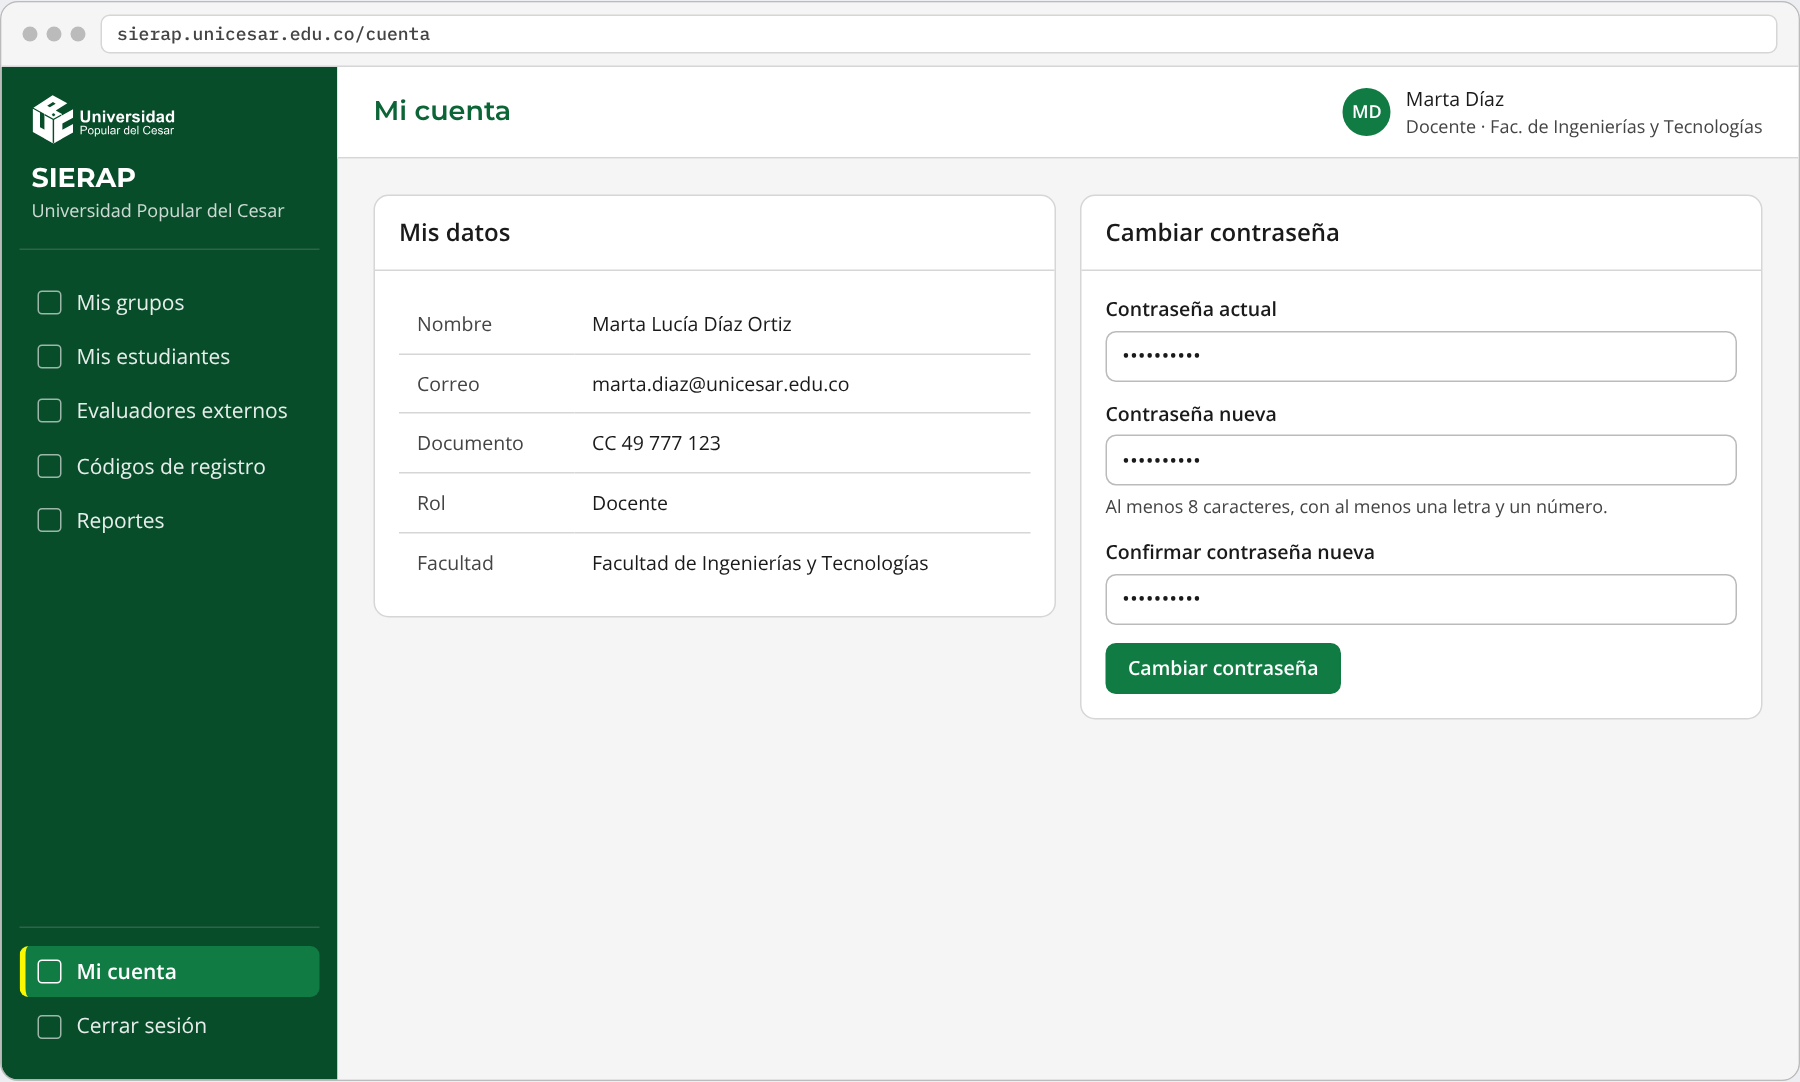 sierap.unicesar.edu.co/cuenta
UPC
Universidad
Popular del Cesar
SIERAP
Universidad Popular del Cesar
Mis grupos
Mis estudiantes
Evaluadores externos
Códigos de registro
Reportes
Mi cuenta
Cerrar sesión
Mi cuenta
MD
Marta Díaz
Docente · Fac. de Ingenierías y Tecnologías
Mis datos
Nombre Marta Lucía Díaz Ortiz
Correo marta.diaz@unicesar.edu.co
Documento CC 49 777 123
Rol Docente
Facultad Facultad de Ingenierías y Tecnologías
Cambiar contraseña
Contraseña actual
••••••••••
Contraseña nueva
••••••••••
Al menos 8 caracteres, con al menos una letra y un número.
Confirmar contraseña nueva
••••••••••
Cambiar contraseña